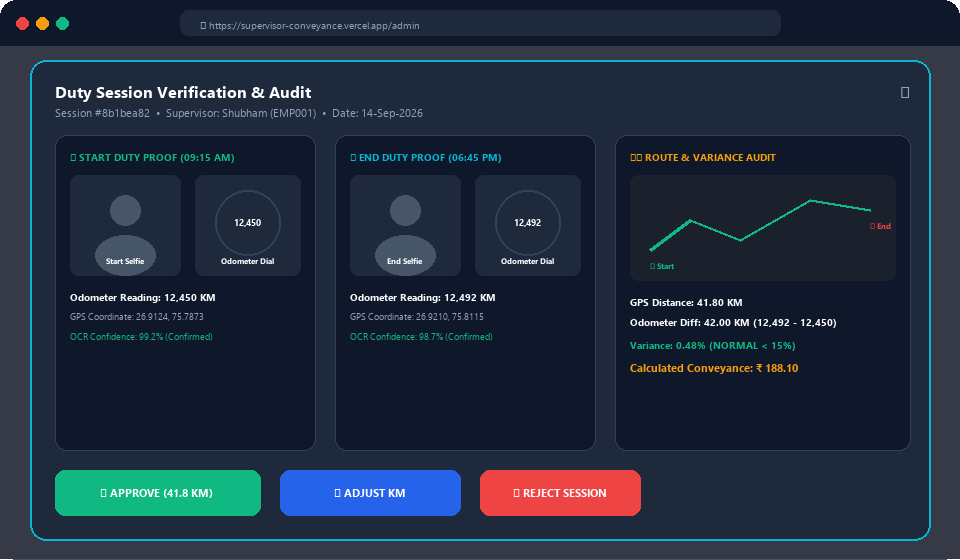 https://supervisor-conveyance.vercel.app/admin
Duty Session Verification & Audit
Session #8b1bea82 • Supervisor: Shubham (EMP001) • Date: 14-Sep-2026
START DUTY PROOF (09:15 AM)
12,450
Start Selfie
Odometer Dial
Odometer Reading: 12,450 KM
GPS Coordinate: 26.9124, 75.7873
OCR Confidence: 99.2% (Confirmed)
END DUTY PROOF (06:45 PM)
12,492
End Selfie
Odometer Dial
Odometer Reading: 12,492 KM
GPS Coordinate: 26.9210, 75.8115
OCR Confidence: 98.7% (Confirmed)
ROUTE & VARIANCE AUDIT
End
Start
GPS Distance: 41.80 KM
Odometer Diff: 42.00 KM (12,492 - 12,450)
Variance: 0.48% (NORMAL < 15%)
Calculated Conveyance: ₹ 188.10
APPROVE (41.8 KM)
ADJUST KM
REJECT SESSION